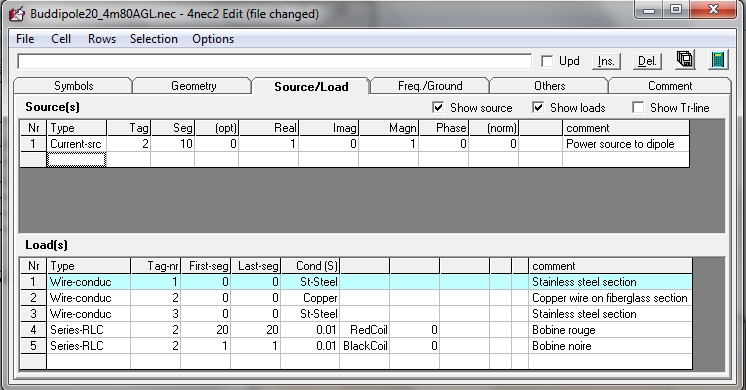 Buddipole20_4m80AGL.nec - 4nec2 Edit (file changed)
File Cell Rows Selection Options
Upd Ins. Del.
Symbols Geometry Source/Load Freq./Ground Others Comment
Source(s) Show source Show loads Show Tr-line
Nr Type Tag Seg (opt) Real Imag Magn Phase (norm) comment
1 Current-src 2 10 0 1 0 1 0 0 Power source to dipole
Load(s)
Nr Type Tag-nr First-seg Last-seg Cond (S) comment
1 Wire-conduc 1 0 0 St-Steel Stainless steel section
2 Wire-conduc 2 0 0 Copper Copper wire on fiberglass section
3 Wire-conduc 3 0 0 St-Steel Stainless steel section
4 Series-RLC 2 20 20 0.01 RedCoil 0 Bobine rouge
5 Series-RLC 2 1 1 0.01 BlackCoil 0 Bobine noire